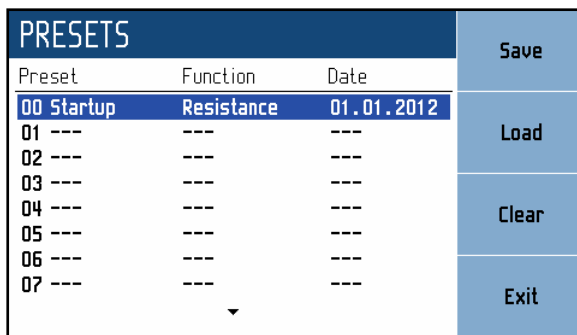 PRESETS
Preset Function Date
00 Startup Resistance 01.01.2012
01 --- --- ---
02 --- --- ---
03 --- --- ---
04 --- --- ---
05 --- --- ---
06 --- --- ---
07 --- --- ---
Save
Load
Clear
Exit